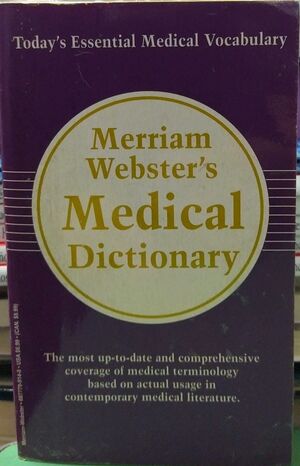 Today's Essential Medical Vocabulary
Merriam
Webster's
Medical
Dictionary
The most up-to-date and comprehensive
coverage of medical terminology
based on actual usage in
contemporary medical literature.